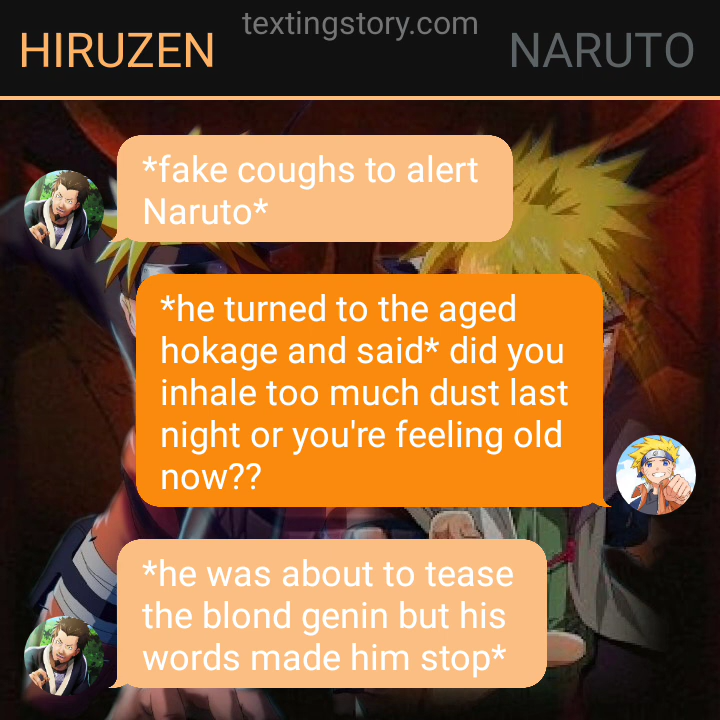 textingstory.com
HIRUZEN
NARUTO
*fake coughs to alert
Naruto*
*he turned to the aged
hokage and said* did you
inhale too much dust last
night or you're feeling old
now??
*he was about to tease
the blond genin but his
words made him stop*